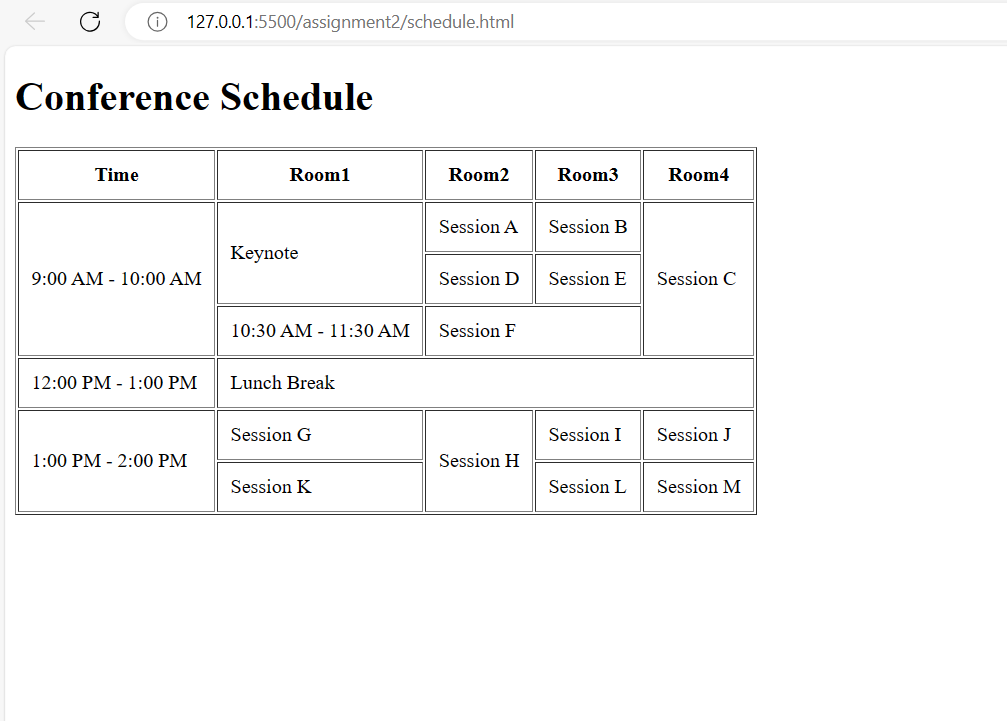 127.0.0.1:5500/assignment2/schedule.html
Conference Schedule
Time Room1 Room2 Room3 Room4
9:00 AM - 10:00 AM Keynote Session A Session B Session C
Session D Session E
10:30 AM - 11:30 AM Session F
12:00 PM - 1:00 PM Lunch Break
1:00 PM - 2:00 PM Session G Session H Session I Session J
Session K Session L Session M